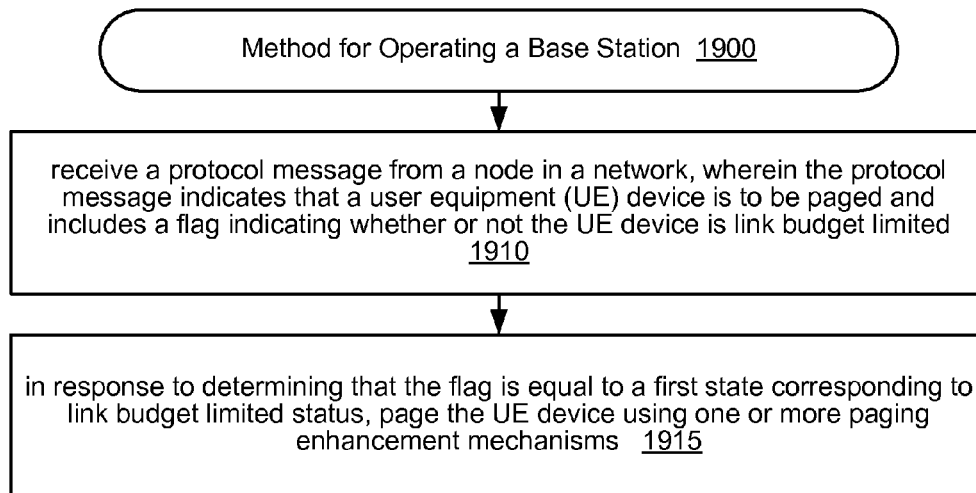 Method for Operating a Base Station 1900
receive a protocol message from a node in a network, wherein the protocol
message indicates that a user equipment (UE) device is to be paged and
includes a flag indicating whether or not the UE device is link budget limited
1910
in response to determining that the flag is equal to a first state corresponding to
link budget limited status, page the UE device using one or more paging
enhancement mechanisms 1915